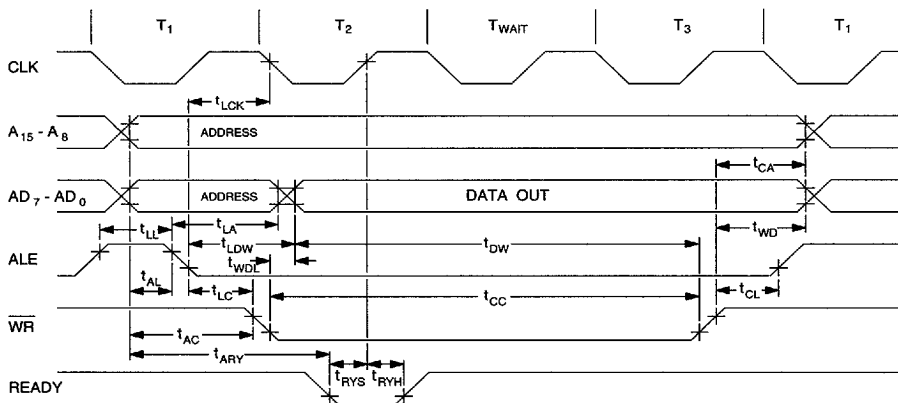 T1 T2 TWAIT T3 T1
CLK
tLCK
A15 - A8 ADDRESS
tCA
AD7 - AD0 ADDRESS DATA OUT
tLL tLA tLDW tDW tWD
ALE
tWDL
tAL tLC tCC tCL
WR
tAC
tARY
tRYS tRYH
READY